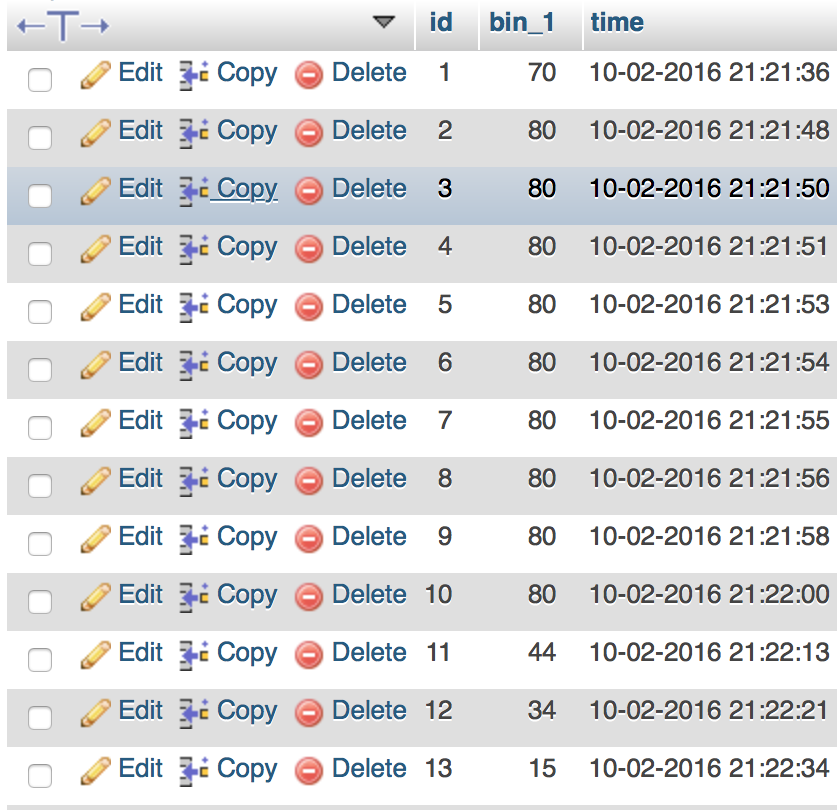 id bin_1 time
Edit Copy Delete 1 70 10-02-2016 21:21:36
Edit Copy Delete 2 80 10-02-2016 21:21:48
Edit Copy Delete 3 80 10-02-2016 21:21:50
Edit Copy Delete 4 80 10-02-2016 21:21:51
Edit Copy Delete 5 80 10-02-2016 21:21:53
Edit Copy Delete 6 80 10-02-2016 21:21:54
Edit Copy Delete 7 80 10-02-2016 21:21:55
Edit Copy Delete 8 80 10-02-2016 21:21:56
Edit Copy Delete 9 80 10-02-2016 21:21:58
Edit Copy Delete 10 80 10-02-2016 21:22:00
Edit Copy Delete 11 44 10-02-2016 21:22:13
Edit Copy Delete 12 34 10-02-2016 21:22:21
Edit Copy Delete 13 15 10-02-2016 21:22:34